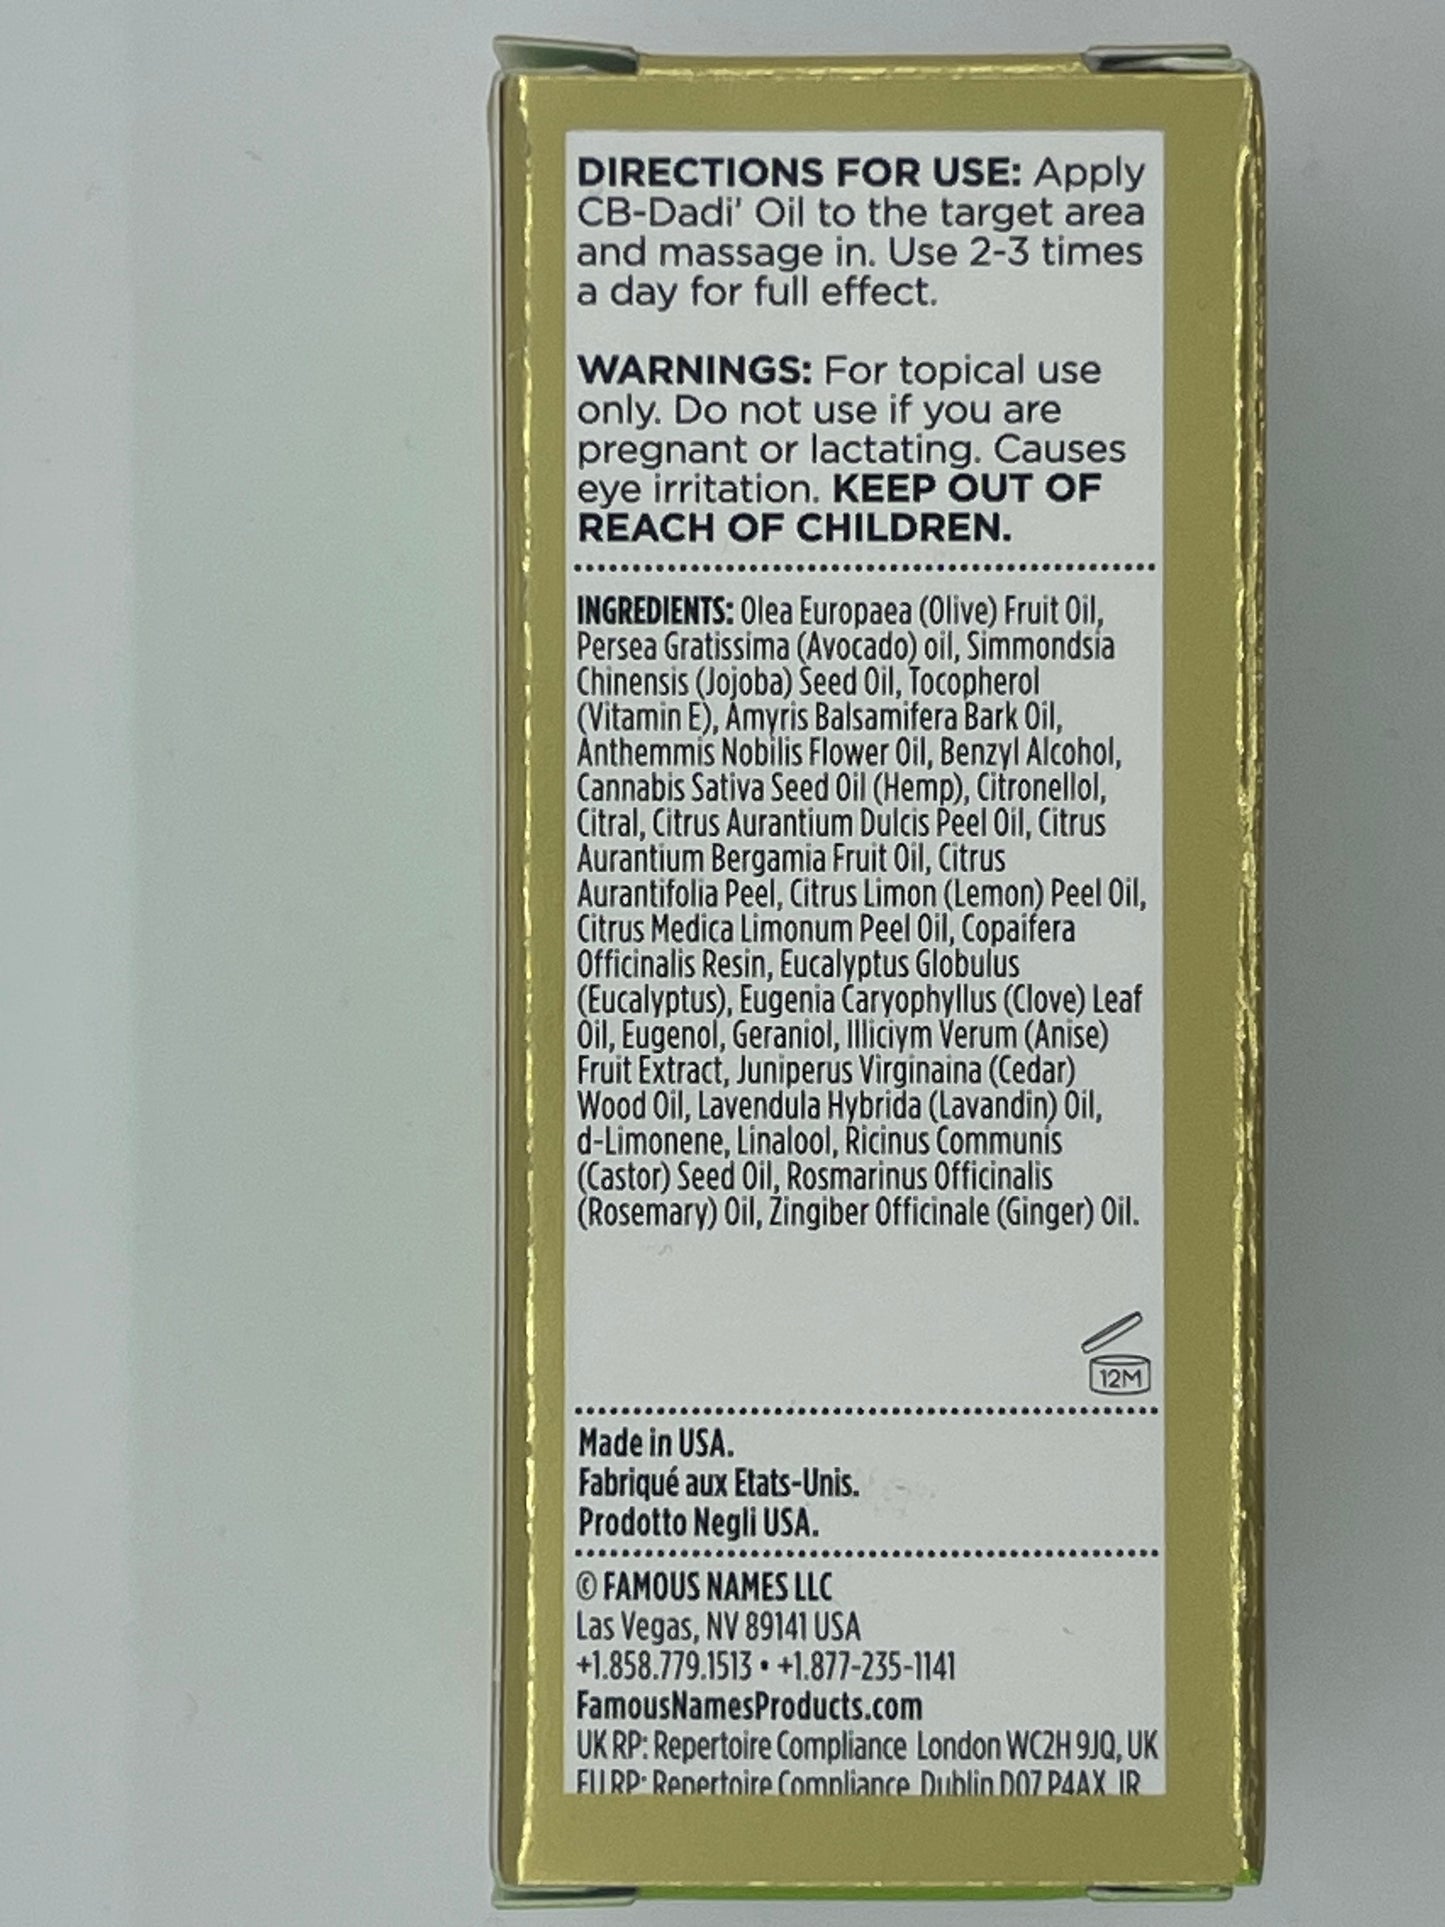 DIRECTIONS FOR USE: Apply
CB-Dadi' Oil to the target area
and massage in. Use 2-3 times
a day for full effect.
WARNINGS: For topical use
only. Do not use if you are
pregnant or lactating. Causes
eye irritation. KEEP OUT OF
REACH OF CHILDREN.
INGREDIENTS: Olea Europaea (Olive) Fruit Oil,
Persea Gratissima (Avocado) oil, Simmondsia
Chinensis (Jojoba) Seed Oil, Tocopherol
(Vitamin E), Amyris Balsamifera Bark Oil,
Anthemmis Nobilis Flower Oil, Benzyl Alcohol,
Cannabis Sativa Seed Oil (Hemp), Citronellol,
Citral, Citrus Aurantium Dulcis Peel Oil, Citrus
Aurantium Bergamia Fruit Oil, Citrus
Aurantifolia Peel, Citrus Limon (Lemon) Peel Oil,
Citrus Medica Limonum Peel Oil, Copaifera
Officinalis Resin, Eucalyptus Globulus
(Eucalyptus), Eugenia Caryophyllus (Clove) Leaf
Oil, Eugenol, Geraniol, Illiciym Verum (Anise)
Fruit Extract, Juniperus Virginaina (Cedar)
Wood Oil, Lavendula Hybrida (Lavandin) Oil,
d-Limonene, Linalool, Ricinus Communis
(Castor) Seed Oil, Rosmarinus Officinalis
(Rosemary) Oil, Zingiber Officinale (Ginger) Oil.
12M
Made in USA.
Fabriqué aux Etats-Unis.
Prodotto Negli USA.
© FAMOUS NAMES LLC
Las Vegas, NV 89141 USA
+1.858.779.1513 • +1.877-235-1141
FamousNamesProducts.com
UK RP: Repertoire Compliance London WC2H 9JQ, UK
EU RP: Repertoire Compliance Dublin D07 P4AX, IR